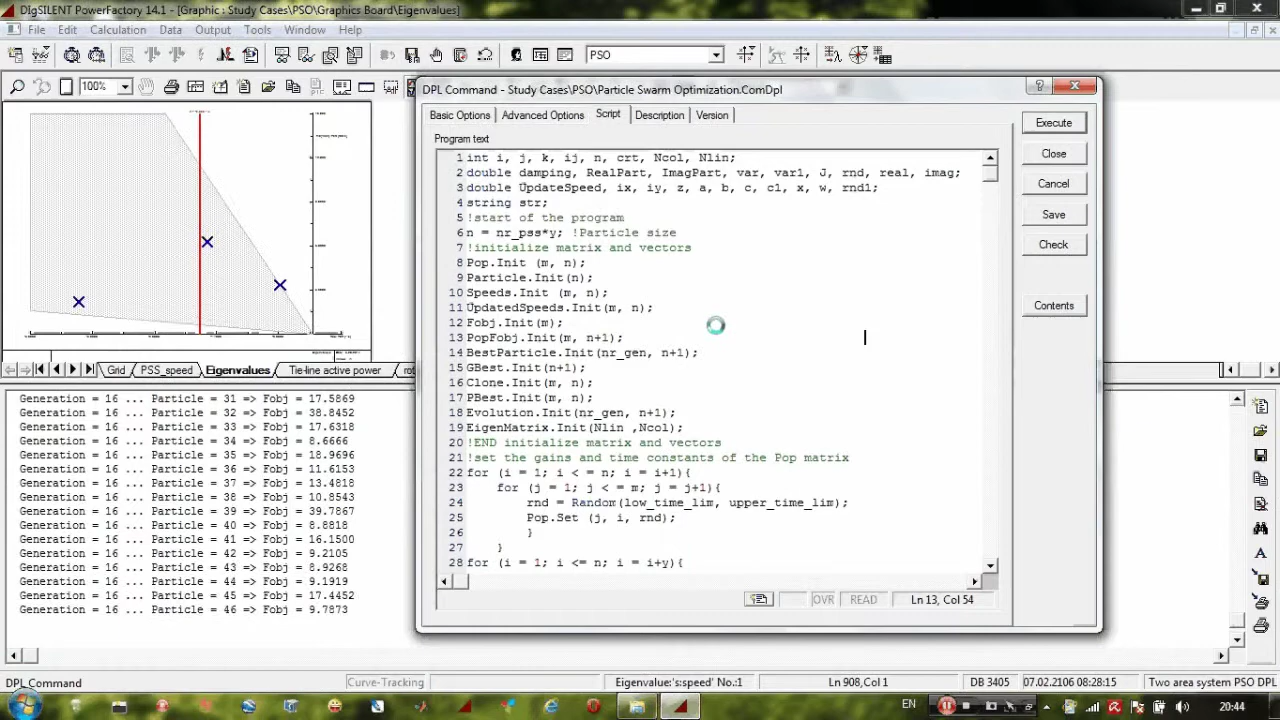 DIgSILENT PowerFactory 14.1 - [Graphic : Study Cases\PSO\Graphics Board\Eigenvalues]
File Edit Calculation Data Output Tools Window Help
PSO
100%
DPL Command - Study Cases\PSO\Particle Swarm Optimization.ComDpl
Basic Options Advanced Options Script Description Version
Program text
1 int i, j, k, ij, n, crt, Ncol, Nlin;
2 double damping, RealPart, ImagPart, var, var1, J, rnd, real, imag;
3 double UpdateSpeed, ix, iy, z, a, b, c, c1, x, w, rnd1;
4 string str;
5 !start of the program
6 n = nr_pss*y; !Particle size
7 !initialize matrix and vectors
8 Pop.Init (m, n);
9 Particle.Init(n);
10 Speeds.Init (m, n);
11 UpdatedSpeeds.Init(m, n);
12 Fobj.Init(m);
13 PopFobj.Init(m, n+1);
14 BestParticle.Init(nr_gen, n+1);
15 GBest.Init(n+1);
16 Clone.Init(m, n);
17 PBest.Init(m, n);
18 Evolution.Init(nr_gen, n+1);
19 EigenMatrix.Init(Nlin ,Ncol);
20 !END initialize matrix and vectors
21 !set the gains and time constants of the Pop matrix
22 for (i = 1; i < = n; i = i+1){
23 for (j = 1; j < = m; j = j+1){
24 rnd = Random(low_time_lim, upper_time_lim);
25 Pop.Set (j, i, rnd);
26 }
27 }
28 for (i = 1; i <= n; i = i+y){
OVR READ Ln 13, Col 54
Execute
Close
Cancel
Save
Check
Contents
Grid PSS_speed Eigenvalues Tie-line active power rot
Generation = 16 ... Particle = 31 => Fobj = 17.5869
Generation = 16 ... Particle = 32 => Fobj = 38.8452
Generation = 16 ... Particle = 33 => Fobj = 17.6318
Generation = 16 ... Particle = 34 => Fobj = 8.6666
Generation = 16 ... Particle = 35 => Fobj = 18.9696
Generation = 16 ... Particle = 36 => Fobj = 11.6153
Generation = 16 ... Particle = 37 => Fobj = 13.4818
Generation = 16 ... Particle = 38 => Fobj = 10.8543
Generation = 16 ... Particle = 39 => Fobj = 39.7867
Generation = 16 ... Particle = 40 => Fobj = 8.8818
Generation = 16 ... Particle = 41 => Fobj = 16.1500
Generation = 16 ... Particle = 42 => Fobj = 9.2105
Generation = 16 ... Particle = 43 => Fobj = 8.9268
Generation = 16 ... Particle = 44 => Fobj = 9.1919
Generation = 16 ... Particle = 45 => Fobj = 17.4452
Generation = 16 ... Particle = 46 => Fobj = 9.7873
DPL Command Curve-Tracking Eigenvalue:'s:speed' No.:1 Ln 908,Col 1 DB 3405 07.02.2106 08:28:15 Two area system PSO DPL
EN 20:44